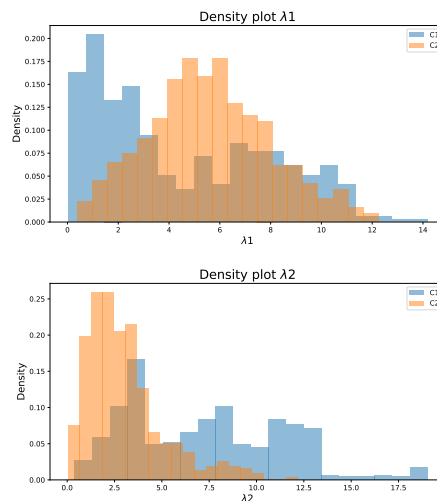 Density plot λ1
C1
C2
0.200
0.175
0.150
0.125
0.100
0.075
0.050
0.025
0.000
Density
0 2 4 6 8 10 12 14
λ1
Density plot λ2
C1
C2
0.25
0.20
0.15
0.10
0.05
0.00
Density
0.0 2.5 5.0 7.5 10.0 12.5 15.0 17.5
λ2